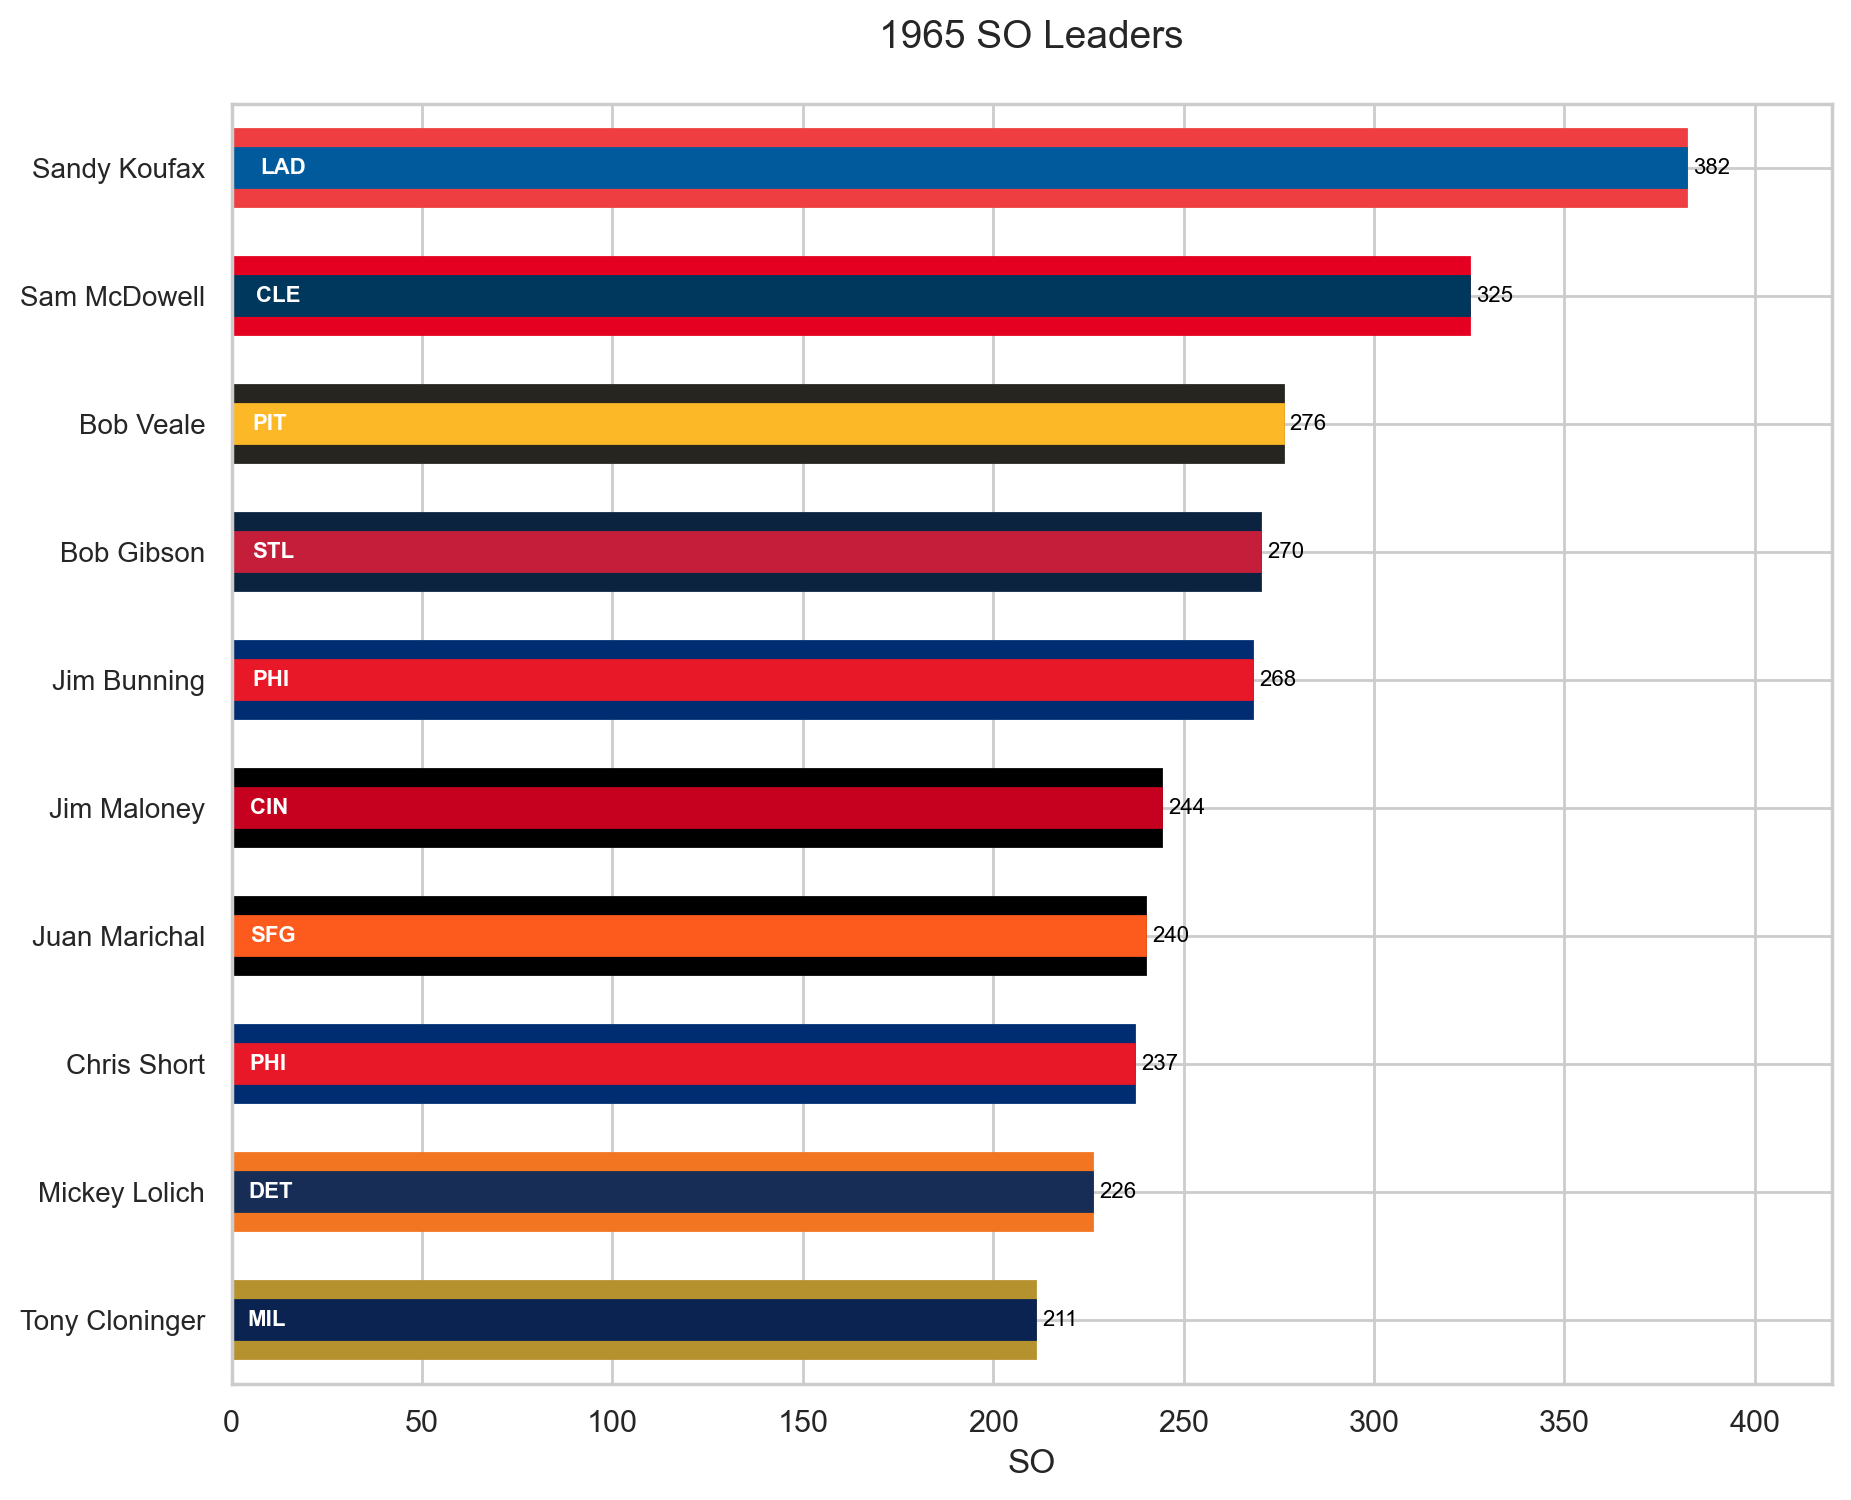 1965 SO Leaders
Sandy Koufax LAD 382
Sam McDowell CLE 325
Bob Veale PIT 276
Bob Gibson STL 270
Jim Bunning PHI 268
Jim Maloney CIN 244
Juan Marichal SFG 240
Chris Short PHI 237
Mickey Lolich DET 226
Tony Cloninger MIL 211
0 50 100 150 200 250 300 350 400
SO